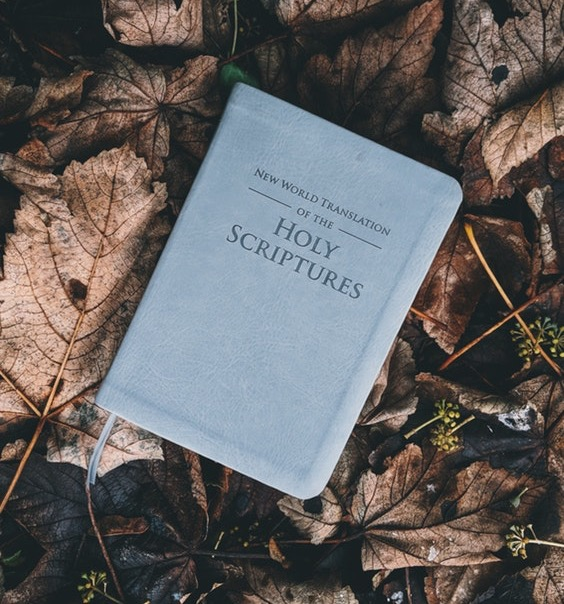 New World Translation
of the
Holy
Scriptures